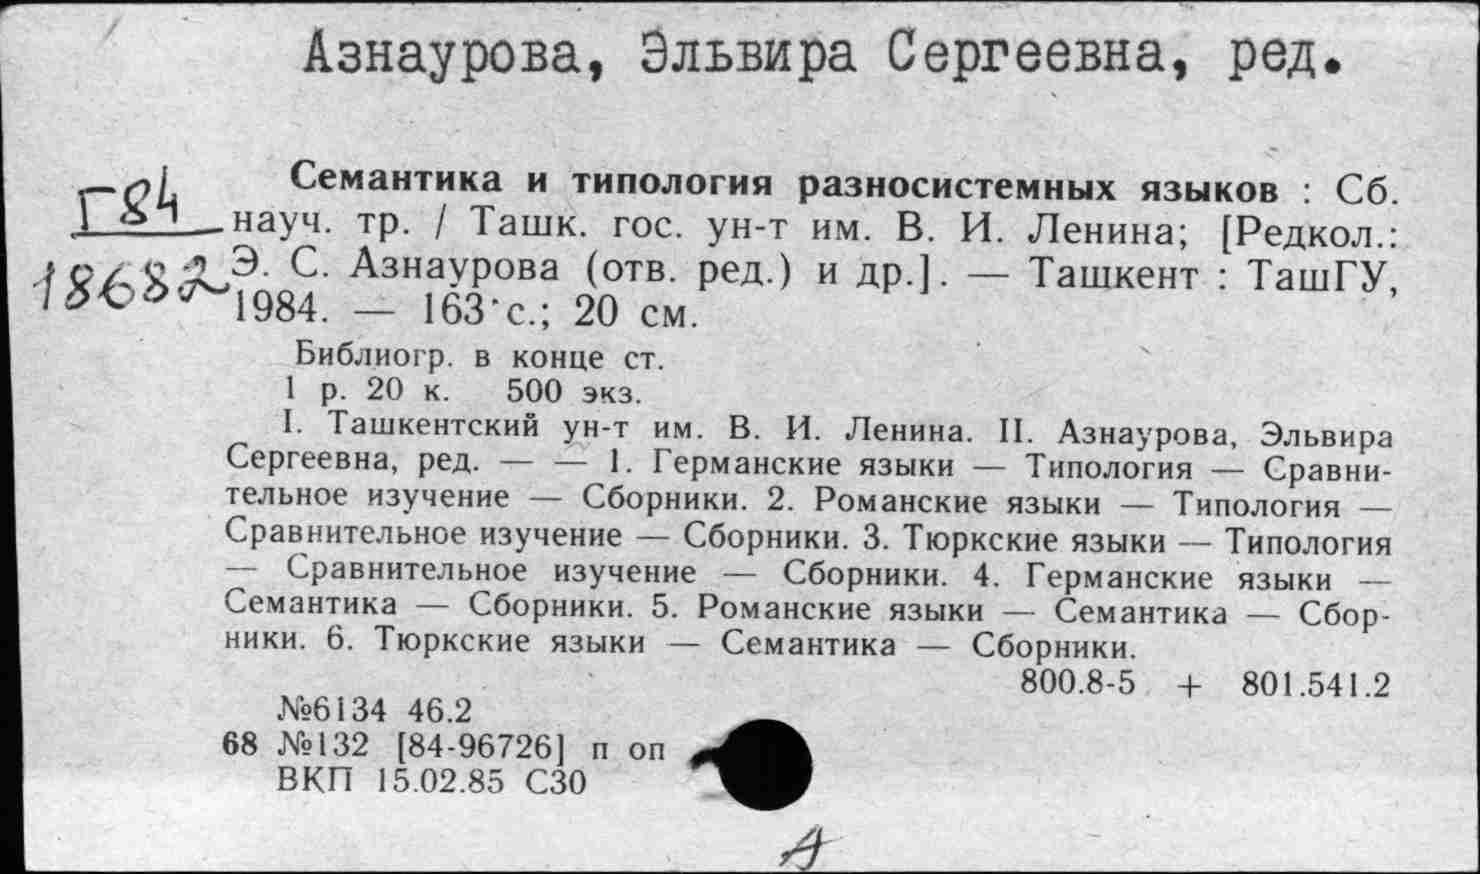 Азнаурова, Эльвира Сергеевна, ред.
Г84
18682
Семантика и типология разносистемных языков : Сб.
науч. тр. / Ташк. гос. ун-т им. В. И. Ленина; [Редкол.:
Э. С. Азнаурова (отв. ред.) и др.]. — Ташкент : ТашГУ,
1984. — 163 с.; 20 см.
Библиогр. в конце ст.
1 р. 20 к. 500 экз.
I. Ташкентский ун-т им. В. И. Ленина. II. Азнаурова, Эльвира
Сергеевна, ред. — — 1. Германские языки — Типология — Сравни-
тельное изучение — Сборники. 2. Романские языки — Типология —
Сравнительное изучение — Сборники. 3. Тюркские языки — Типология
— Сравнительное изучение — Сборники. 4. Германские языки —
Семантика — Сборники. 5. Романские языки — Семантика — Сбор-
ники. 6. Тюркские языки — Семантика — Сборники.
800.8-5 + 801.541.2
№6134 46.2
68 №132 [84-96726] п оп
ВКП 15.02.85 С30
А